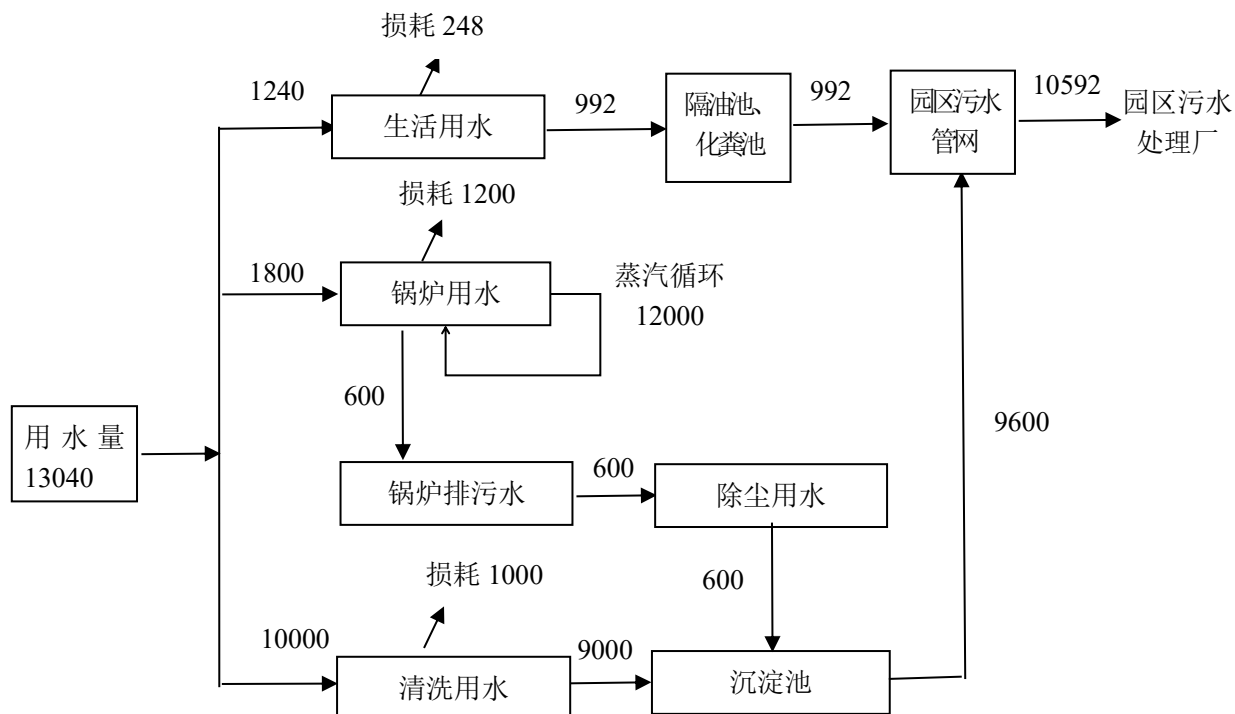 损耗 248
1240
生活用水
992
隔油池、
化粪池
992
园区污水
管网
10592
园区污水
处理厂
损耗 1200
1800
锅炉用水
蒸汽循环
12000
600
用水量
13040
9600
锅炉排污水
600
除尘用水
损耗 1000
600
10000
清洗用水
9000
沉淀池